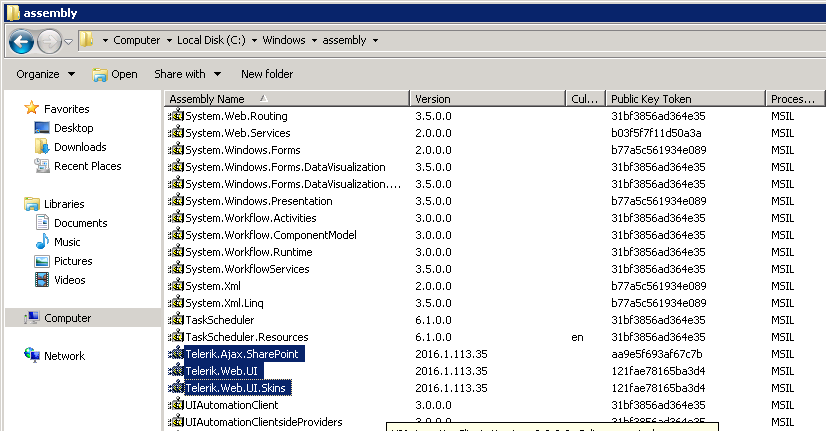 assembly
Computer Local Disk (C:) Windows assembly
Organize Open Share with New folder
Favorites
Desktop
Downloads
Recent Places
Libraries
Documents
Music
Pictures
Videos
Computer
Network
Assembly Name Version Cul... Public Key Token Proces...
System.Web.Routing 3.5.0.0 31bf3856ad364e35 MSIL
System.Web.Services 2.0.0.0 b03f5f7f11d50a3a MSIL
System.Windows.Forms 2.0.0.0 b77a5c561934e089 MSIL
System.Windows.Forms.DataVisualization 3.5.0.0 31bf3856ad364e35 MSIL
System.Windows.Forms.DataVisualization.... 3.5.0.0 31bf3856ad364e35 MSIL
System.Windows.Presentation 3.5.0.0 b77a5c561934e089 MSIL
System.Workflow.Activities 3.0.0.0 31bf3856ad364e35 MSIL
System.Workflow.ComponentModel 3.0.0.0 31bf3856ad364e35 MSIL
System.Workflow.Runtime 3.0.0.0 31bf3856ad364e35 MSIL
System.WorkflowServices 3.5.0.0 31bf3856ad364e35 MSIL
System.Xml 2.0.0.0 b77a5c561934e089 MSIL
System.Xml.Linq 3.5.0.0 b77a5c561934e089 MSIL
TaskScheduler 6.1.0.0 31bf3856ad364e35 MSIL
TaskScheduler.Resources 6.1.0.0 en 31bf3856ad364e35 MSIL
Telerik.Ajax.SharePoint 2016.1.113.35 aa9e5f693af67c7b MSIL
Telerik.Web.UI 2016.1.113.35 121fae78165ba3d4 MSIL
Telerik.Web.UI.Skins 2016.1.113.35 121fae78165ba3d4 MSIL
UIAutomationClient 3.0.0.0 31bf3856ad364e35 MSIL
UIAutomationClientsideProviders 3.0.0.0 31bf3856ad364e35 MSIL